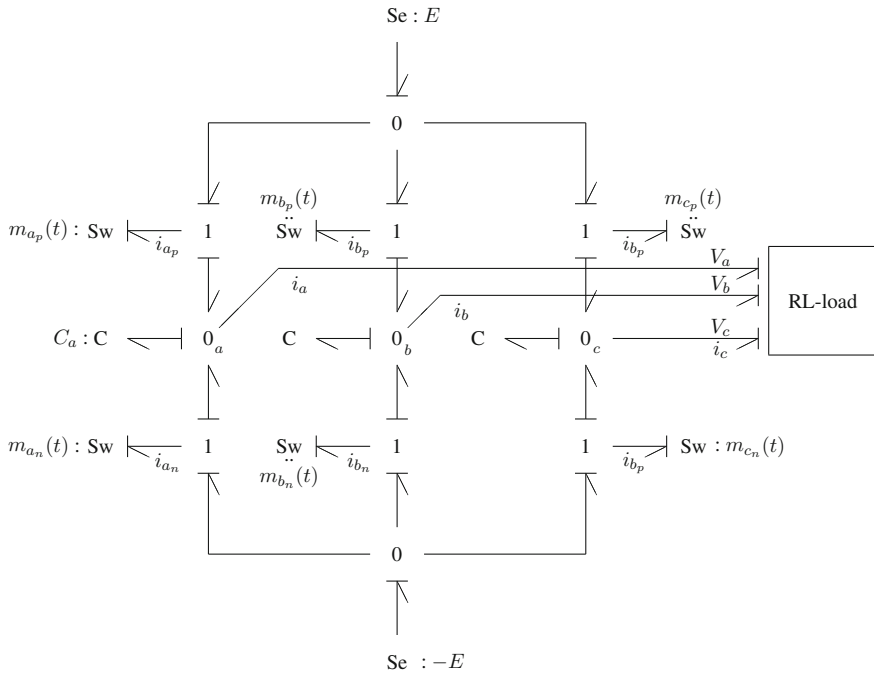 Se : E
0
m_{b_p}(t)
m_{c_p}(t)
m_{a_p}(t) : Sw 1 Sw 1 1 Sw
i_{a_p} i_{b_p} i_{b_p}
V_a
i_a
V_b
RL-load
i_b
V_c
C_a : C 0_a C 0_b C 0_c
i_c
m_{a_n}(t) : Sw 1 Sw 1 1 Sw : m_{c_n}(t)
i_{a_n} i_{b_n} i_{b_p}
m_{b_n}(t)
0
Se : −E